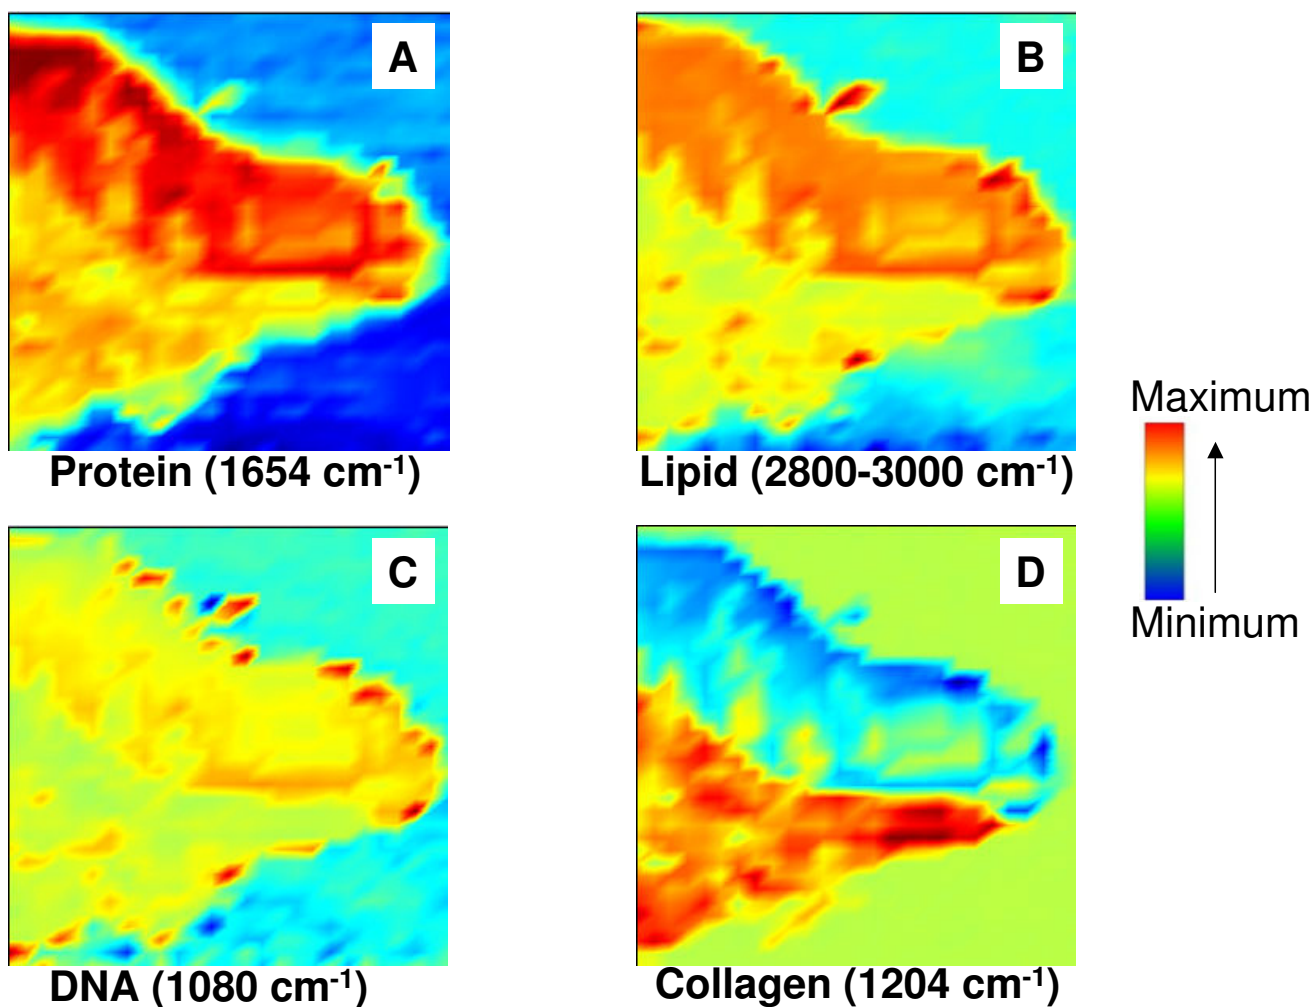 A
B
Protein (1654 cm-1)
Lipid (2800-3000 cm-1)
Maximum
Minimum
C
D
DNA (1080 cm-1)
Collagen (1204 cm-1)